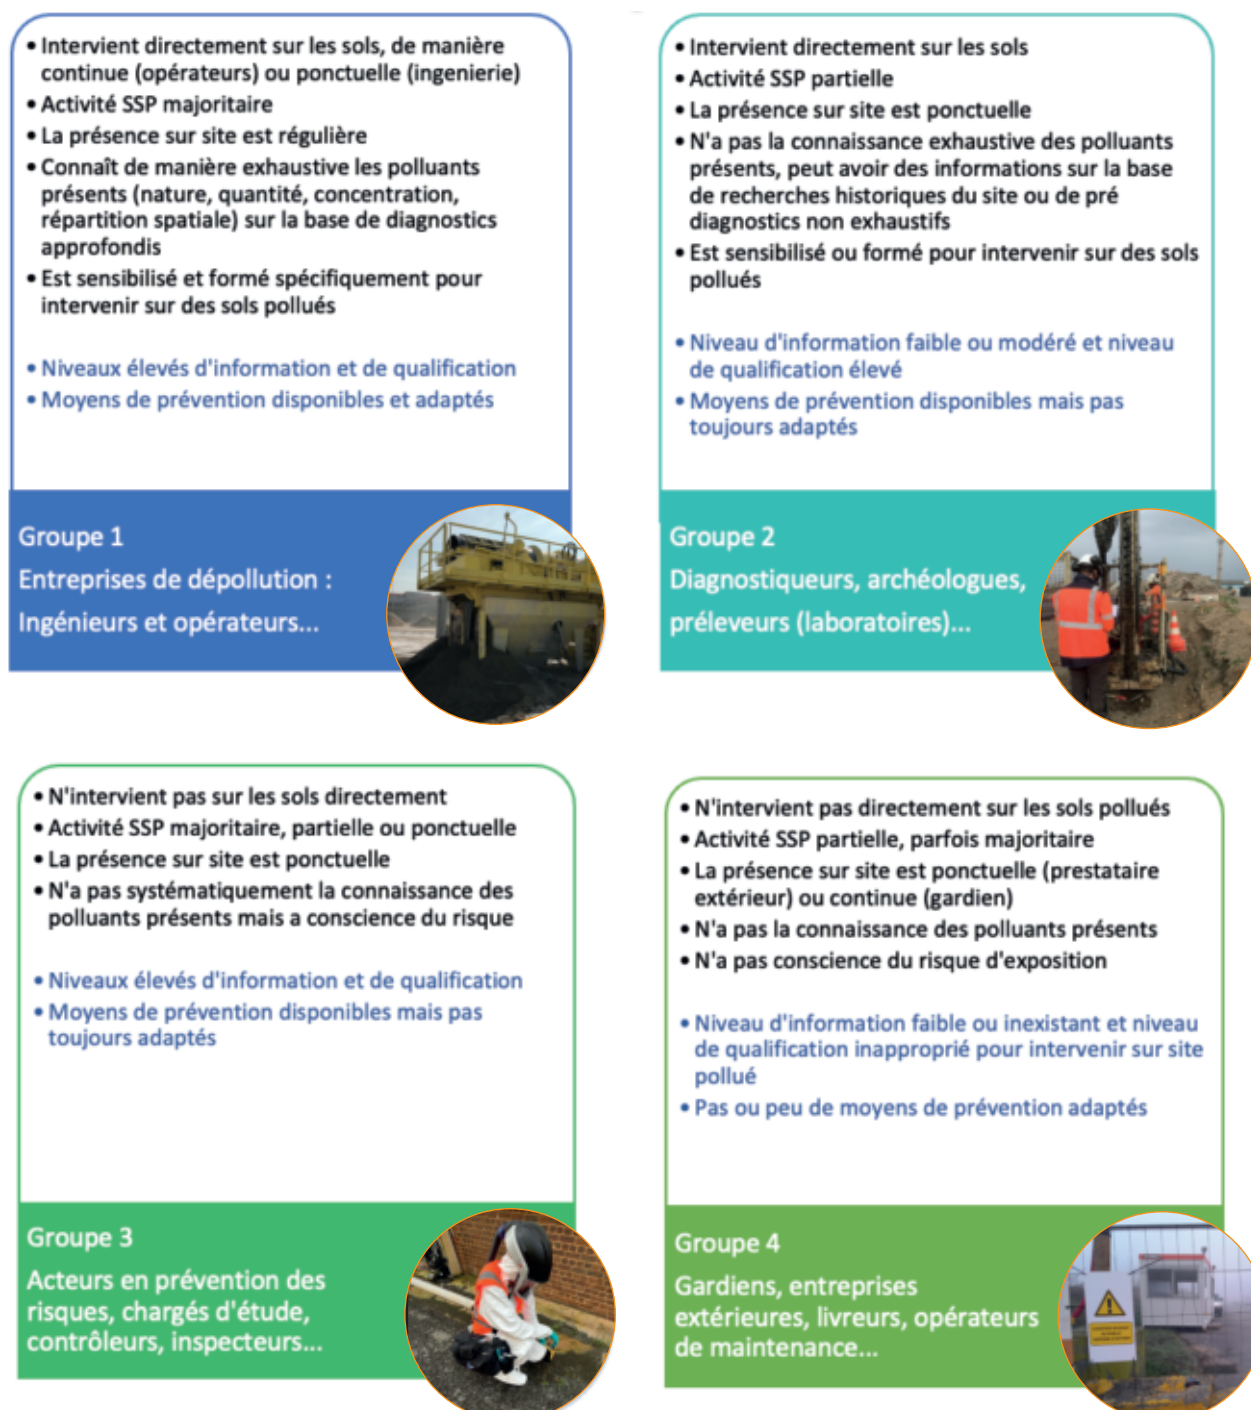 • Intervient directement sur les sols, de manière
continue (opérateurs) ou ponctuelle (ingenierie)
• Activité SSP majoritaire
• La présence sur site est régulière
• Connaît de manière exhaustive les polluants
présents (nature, quantité, concentration,
répartition spatiale) sur la base de diagnostics
approfondis
• Est sensibilisé et formé spécifiquement pour
intervenir sur des sols pollués
• Niveaux élevés d'information et de qualification
• Moyens de prévention disponibles et adaptés
Groupe 1
Entreprises de dépollution :
Ingénieurs et opérateurs...
• Intervient directement sur les sols
• Activité SSP partielle
• La présence sur site est ponctuelle
• N'a pas la connaissance exhaustive des polluants
présents, peut avoir des informations sur la base
de recherches historiques du site ou de pré
diagnostics non exhaustifs
• Est sensibilisé ou formé pour intervenir sur des sols
pollués
• Niveau d'information faible ou modéré et niveau
de qualification élevé
• Moyens de prévention disponibles mais pas
toujours adaptés
Groupe 2
Diagnostiqueurs, archéologues,
préleveurs (laboratoires)...
• N'intervient pas sur les sols directement
• Activité SSP majoritaire, partielle ou ponctuelle
• La présence sur site est ponctuelle
• N'a pas systématiquement la connaissance des
polluants présents mais a conscience du risque
• Niveaux élevés d'information et de qualification
• Moyens de prévention disponibles mais pas
toujours adaptés
Groupe 3
Acteurs en prévention des
risques, chargés d'étude,
contrôleurs, inspecteurs...
• N'intervient pas directement sur les sols pollués
• Activité SSP partielle, parfois majoritaire
• La présence sur site est ponctuelle (prestataire
extérieur) ou continue (gardien)
• N'a pas la connaissance des polluants présents
• N'a pas conscience du risque d'exposition
• Niveau d'information faible ou inexistant et niveau
de qualification inapproprié pour intervenir sur site
pollué
• Pas ou peu de moyens de prévention adaptés
Groupe 4
Gardiens, entreprises
extérieures, livreurs, opérateurs
de maintenance...